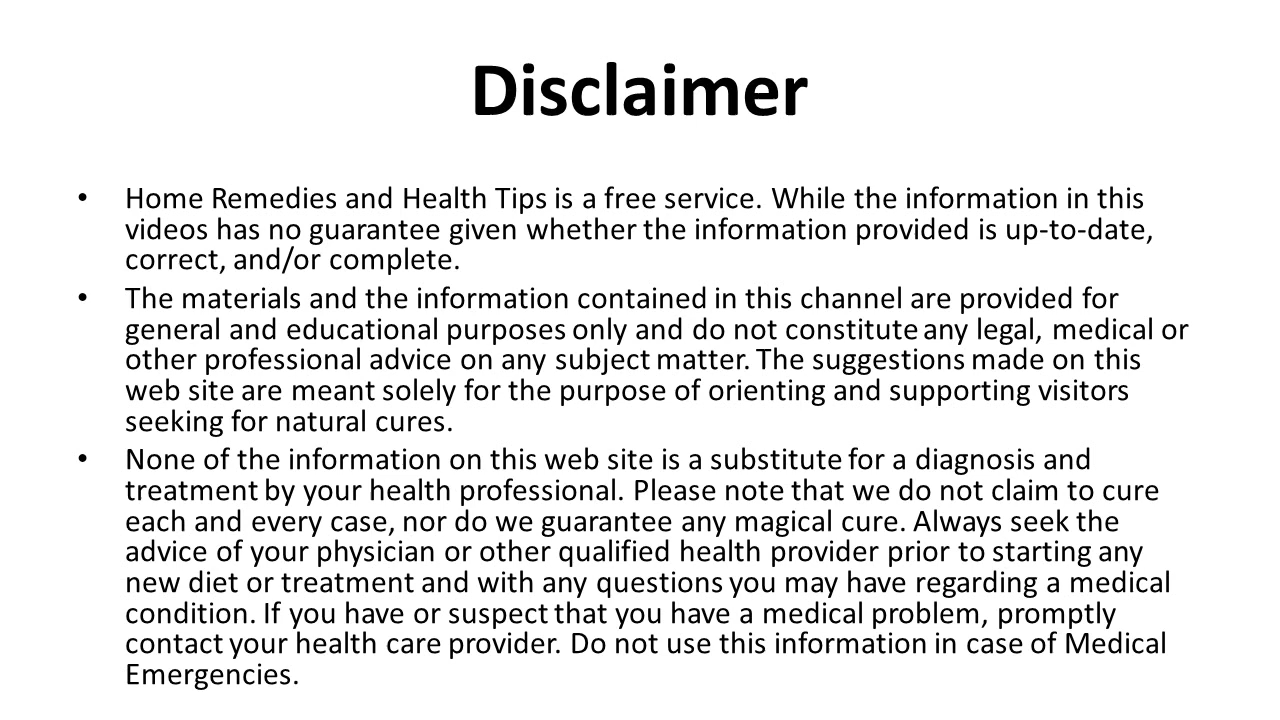 Disclaimer
• Home Remedies and Health Tips is a free service. While the information in this
videos has no guarantee given whether the information provided is up-to-date,
correct, and/or complete.
• The materials and the information contained in this channel are provided for
general and educational purposes only and do not constitute any legal, medical or
other professional advice on any subject matter. The suggestions made on this
web site are meant solely for the purpose of orienting and supporting visitors
seeking for natural cures.
• None of the information on this web site is a substitute for a diagnosis and
treatment by your health professional. Please note that we do not claim to cure
each and every case, nor do we guarantee any magical cure. Always seek the
advice of your physician or other qualified health provider prior to starting any
new diet or treatment and with any questions you may have regarding a medical
condition. If you have or suspect that you have a medical problem, promptly
contact your health care provider. Do not use this information in case of Medical
Emergencies.